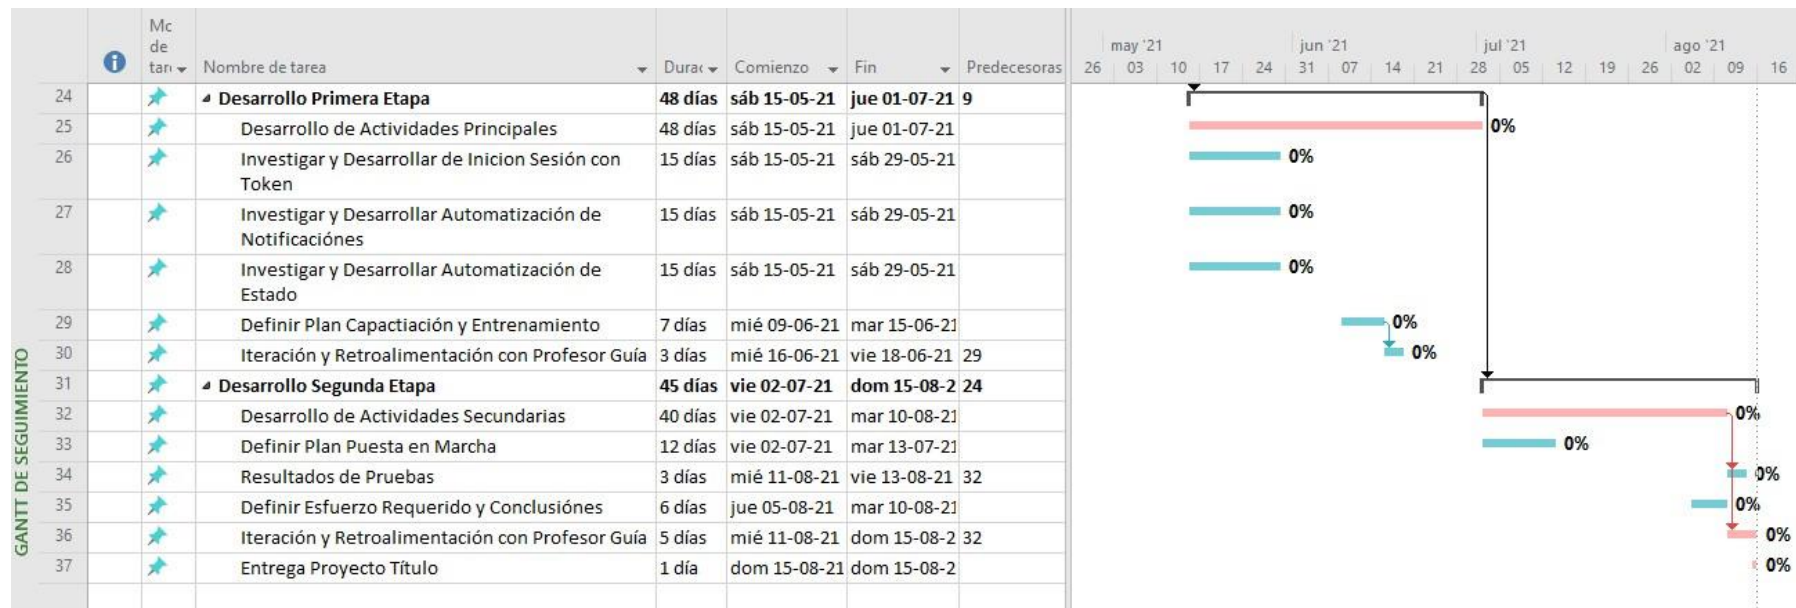 Mc
de
tar
Nombre de tarea
Durac
Comienzo
Fin
Predecesoras
may '21 jun '21 jul '21 ago '21
26 03 10 17 24 31 07 14 21 28 05 12 19 26 02 09 16
24 Desarrollo Primera Etapa 48 días sáb 15-05-21 jue 01-07-21 9
25 Desarrollo de Actividades Principales 48 días sáb 15-05-21 jue 01-07-21 0%
26 Investigar y Desarrollar de Inicion Sesión con 15 días sáb 15-05-21 sáb 29-05-21 0%
Token
27 Investigar y Desarrollar Automatización de 15 días sáb 15-05-21 sáb 29-05-21 0%
Notificaciónes
28 Investigar y Desarrollar Automatización de 15 días sáb 15-05-21 sáb 29-05-21 0%
Estado
29 Definir Plan Capactiación y Entrenamiento 7 días mié 09-06-21 mar 15-06-21 0%
30 Iteración y Retroalimentación con Profesor Guía 3 días mié 16-06-21 vie 18-06-21 29 0%
31 Desarrollo Segunda Etapa 45 días vie 02-07-21 dom 15-08-2 24
32 Desarrollo de Actividades Secundarias 40 días vie 02-07-21 mar 10-08-21 0%
33 Definir Plan Puesta en Marcha 12 días vie 02-07-21 mar 13-07-21 0%
34 Resultados de Pruebas 3 días mié 11-08-21 vie 13-08-21 32 0%
35 Definir Esfuerzo Requerido y Conclusiónes 6 días jue 05-08-21 mar 10-08-21 0%
36 Iteración y Retroalimentación con Profesor Guía 5 días mié 11-08-21 dom 15-08-2 32 0%
37 Entrega Proyecto Título 1 día dom 15-08-21 dom 15-08-2 0%
GANTT DE SEGUIMIENTO